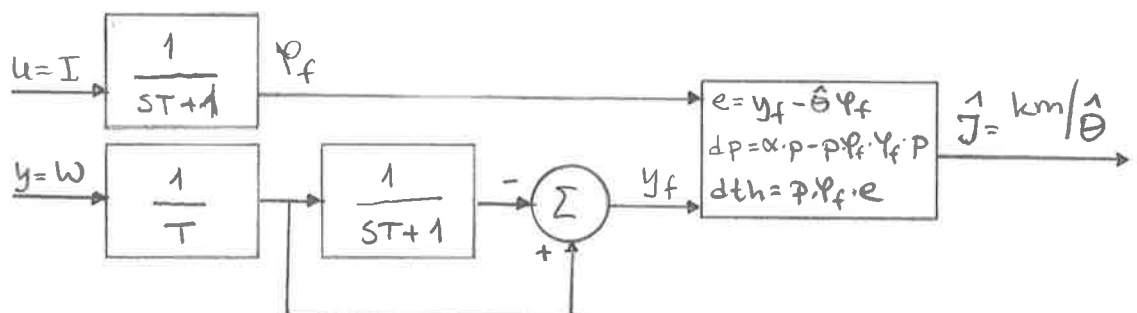 u=I
1
sT+1
φf
y=ω
1
T
1
sT+1
-
Σ
+
yf
e=yf-θ̂φf
dp=α·p-p·φf·φf·p
dth=p·φf·e
Ĵ=km/θ̂